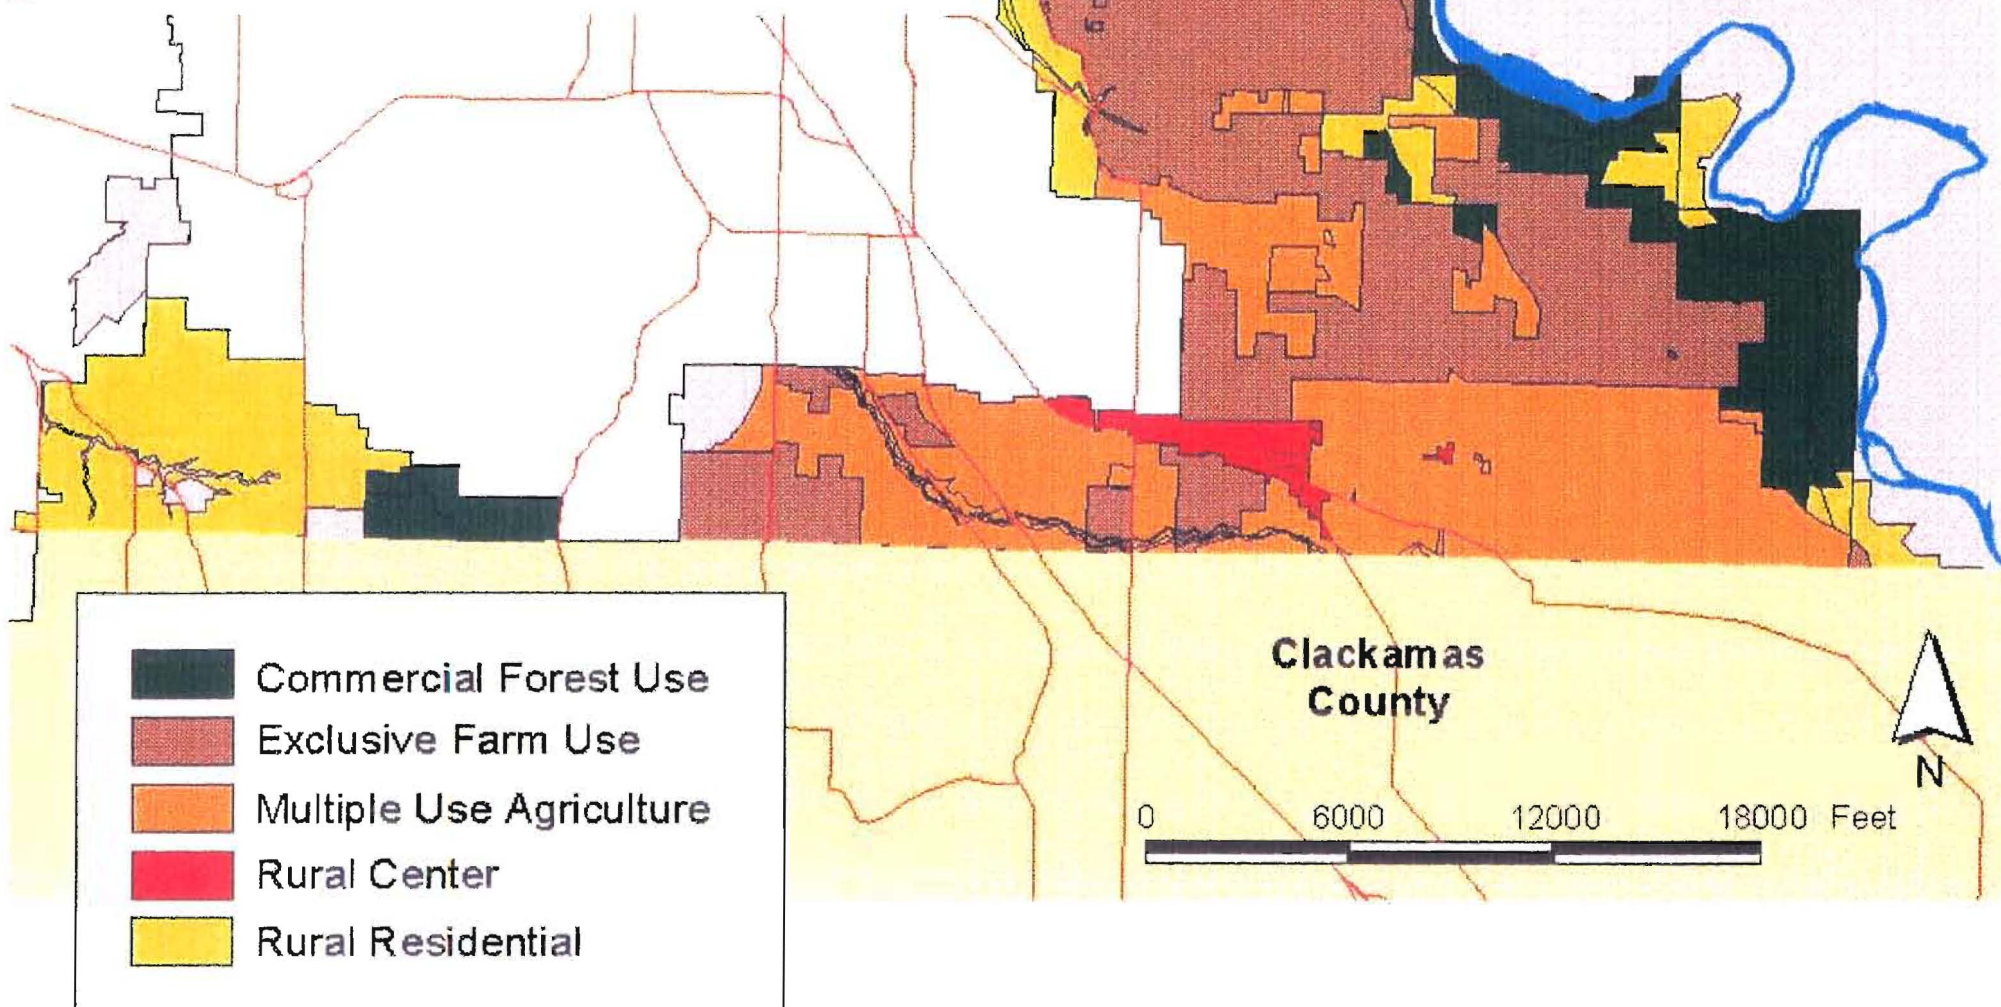 Clackamas
County
N
0 6000 12000 18000 Feet
Commercial Forest Use
Exclusive Farm Use
Multiple Use Agriculture
Rural Center
Rural Residential